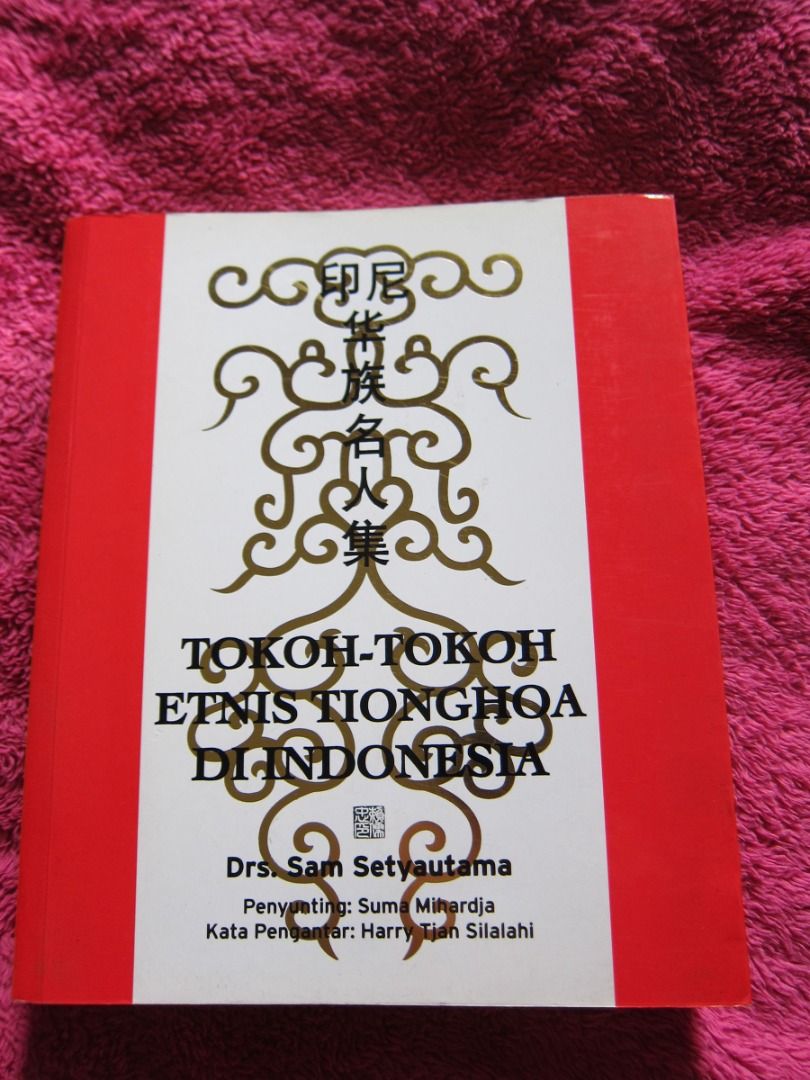 印尼
华
族
名
人
集
TOKOH-TOKOH
ETNIS TIONGHOA
DI INDONESIA
Drs. Sam Setyautama
Penyunting: Suma Mihardja
Kata Pengantar: Harry Tjan Silalahi